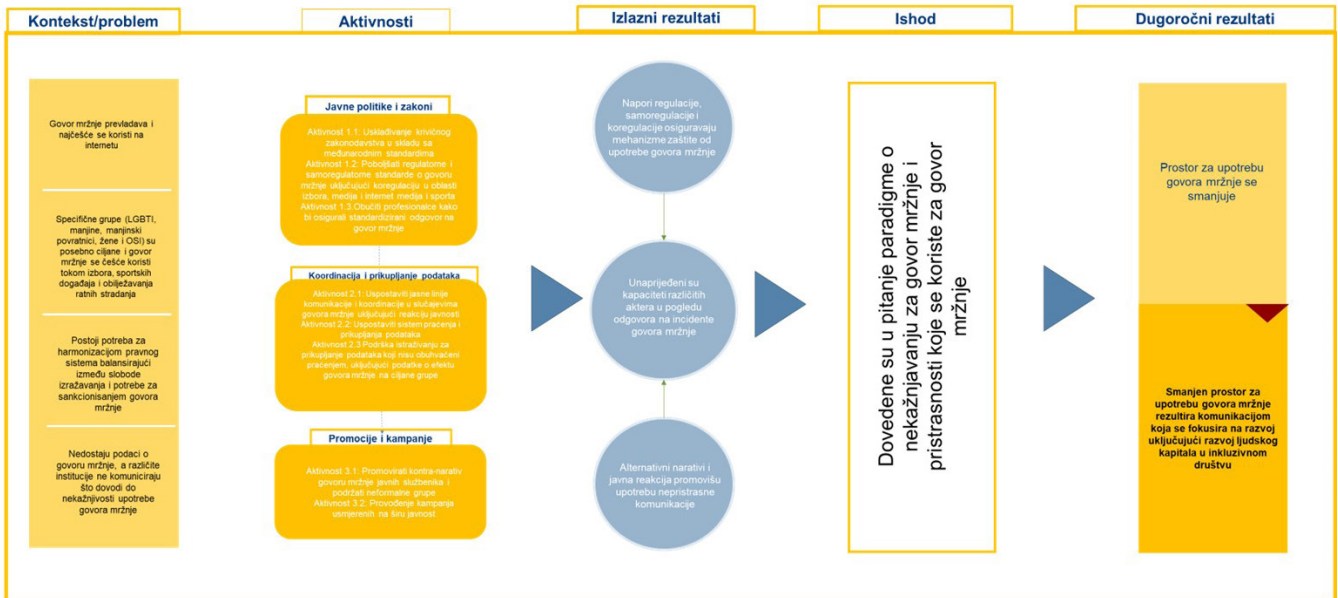 Kontekst/problem
Aktivnosti
Izlazni rezultati
Ishod
Dugoročni rezultati
Govor mržnje prevladava i
najčešće se koristi na
internetu
Specifične grupe (LGBTI,
manjine, manjinski
povratnici, žene i OSI) su
posebno ciljane i govor
mržnje se češće koristi
tokom izbora, sportskih
događaja i obilježavanja
ratnih stradanja
Postoji potreba za
harmonizacijom pravnog
sistema balansirajući
između slobode
izražavanja i potrebe za
sankcionisanjem govora
mržnje
Nedostaju podaci o
govoru mržnje, a različite
institucije ne komuniciraju
što dovodi do
nekažnjivosti upotrebe
govora mržnje
Javne politike i zakoni
Aktivnost 1.1: Usklađivanje krivičnog
zakonodavstva u skladu sa
međunarodnim standardima
Aktivnost 1.2: Poboljšati regulatorne i
samoregulatorne standarde o govoru
mržnje uključujući koregulaciju u oblasti
izbora, medija i internet medija i sporta
Aktivnost 1.3.Obučiti profesionalce kako
bi osigurali standardizirani odgovor na
govor mržnje
Koordinacija i prikupljanje podataka
Aktivnost 2.1: Uspostaviti jasne linije
komunikacije i koordinacije u slučajevima
govora mržnje uključujući reakciju javnosti
Aktivnost 2.2: Uspostaviti sistem praćenja i
prikupljanja podataka
Aktivnost 2.3 Podrška istraživanju za
prikupljanje podataka koji nisu obuhvaćeni
praćenjem, uključujući podatke o efektu
govora mržnje na ciljane grupe
Promocije i kampanje
Aktivnost 3.1: Promovirati kontra-narativ
govoru mržnje javnih službenika i
podržati neformalne grupe
Aktivnost 3.2: Provođenje kampanja
usmjerenih na širu javnost
Napori regulacije,
samoregulacije i
koregulacije osiguravaju
mehanizme zaštite od
upotrebe govora mržnje
Unaprijeđeni su
kapaciteti različitih
aktera u pogledu
odgovora na incidente
govora mržnje
Alternativni narativi i
javna reakcija promovišu
upotrebu nepristrasne
komunikacije
Dovedene su u pitanje paradigme o
nekažnjavanju za govor mržnje i
pristrasnosti koje se koriste za govor
mržnje
Prostor za upotrebu
govora mržnje se
smanjuje
Smanjen prostor za
upotrebu govora mržnje
rezultira komunikacijom
koja se fokusira na razvoj
uključujući razvoj ljudskog
kapitala u inkluzivnom
društvu